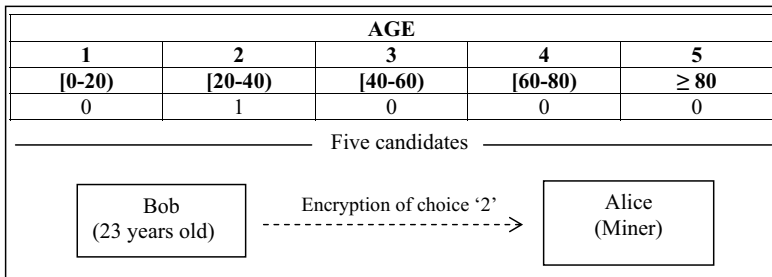 AGE
1 2 3 4 5
[0-20) [20-40) [40-60) [60-80) ≥ 80
0 1 0 0 0
Five candidates
Bob
(23 years old)
Encryption of choice ‘2’
Alice
(Miner)